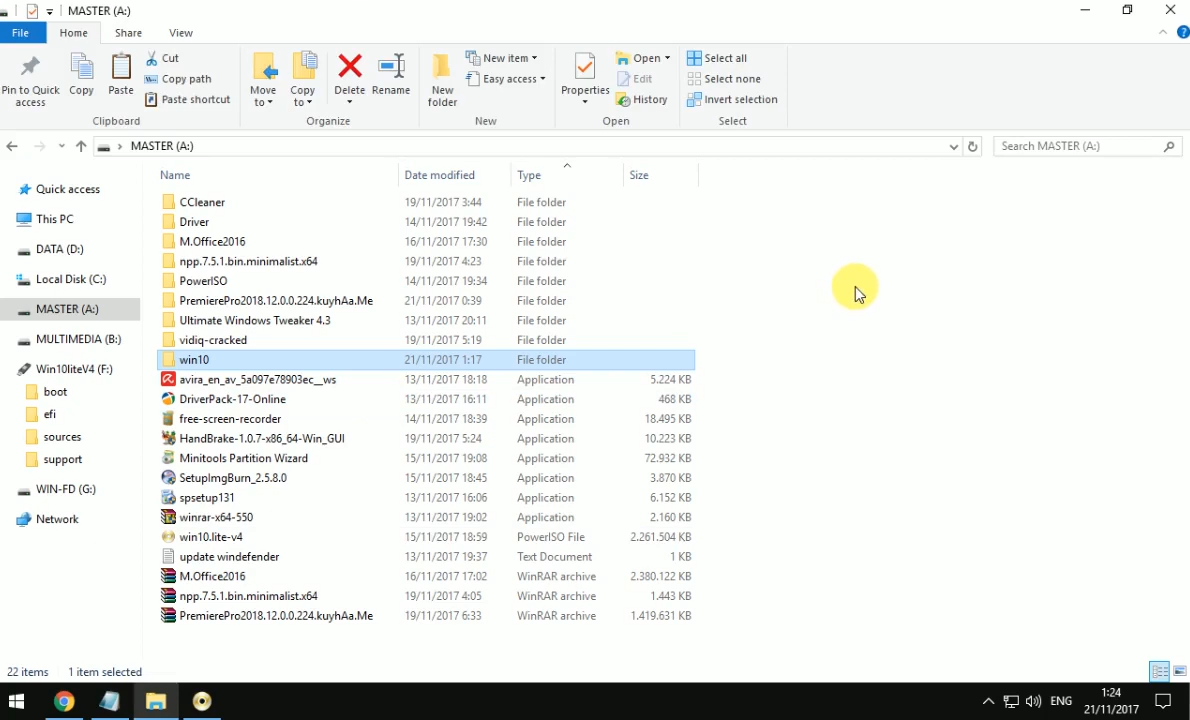 MASTER (A:)
File Home Share View
Pin to Quick access
Copy
Paste
Cut
Copy path
Paste shortcut
Clipboard
Move to
Copy to
Delete
Rename
Organize
New folder
New item
Easy access
New
Properties
Open
Edit
History
Open
Select all
Select none
Invert selection
Select
MASTER (A:)
Search MASTER (A:)
Quick access
This PC
DATA (D:)
Local Disk (C:)
MASTER (A:)
MULTIMEDIA (B:)
Win10liteV4 (F:)
boot
efi
sources
support
WIN-FD (G:)
Network
Name Date modified Type Size
CCleaner 19/11/2017 3:44 File folder
Driver 14/11/2017 19:42 File folder
M.Office2016 16/11/2017 17:30 File folder
npp.7.5.1.bin.minimalist.x64 19/11/2017 4:23 File folder
PowerISO 14/11/2017 19:34 File folder
PremierePro2018.12.0.0.224.kuyhAa.Me 21/11/2017 0:39 File folder
Ultimate Windows Tweaker 4.3 13/11/2017 20:11 File folder
vidiq-cracked 19/11/2017 5:19 File folder
win10 21/11/2017 1:17 File folder
avira_en_av_5a097e78903ec__ws 13/11/2017 18:18 Application 5.224 KB
DriverPack-17-Online 13/11/2017 16:11 Application 468 KB
free-screen-recorder 14/11/2017 18:39 Application 18.495 KB
HandBrake-1.0.7-x86_64-Win_GUI 19/11/2017 5:24 Application 10.223 KB
Minitools Partition Wizard 15/11/2017 19:08 Application 72.932 KB
SetupImgBurn_2.5.8.0 15/11/2017 18:45 Application 3.870 KB
spsetup131 13/11/2017 16:06 Application 6.152 KB
winrar-x64-550 13/11/2017 19:02 Application 2.160 KB
win10.lite-v4 15/11/2017 18:59 PowerISO File 2.261.504 KB
update windefender 13/11/2017 19:37 Text Document 1 KB
M.Office2016 16/11/2017 17:02 WinRAR archive 2.380.122 KB
npp.7.5.1.bin.minimalist.x64 19/11/2017 4:05 WinRAR archive 1.443 KB
PremierePro2018.12.0.0.224.kuyhAa.Me 19/11/2017 6:33 WinRAR archive 1.419.631 KB
22 items 1 item selected
ENG
1:24
21/11/2017